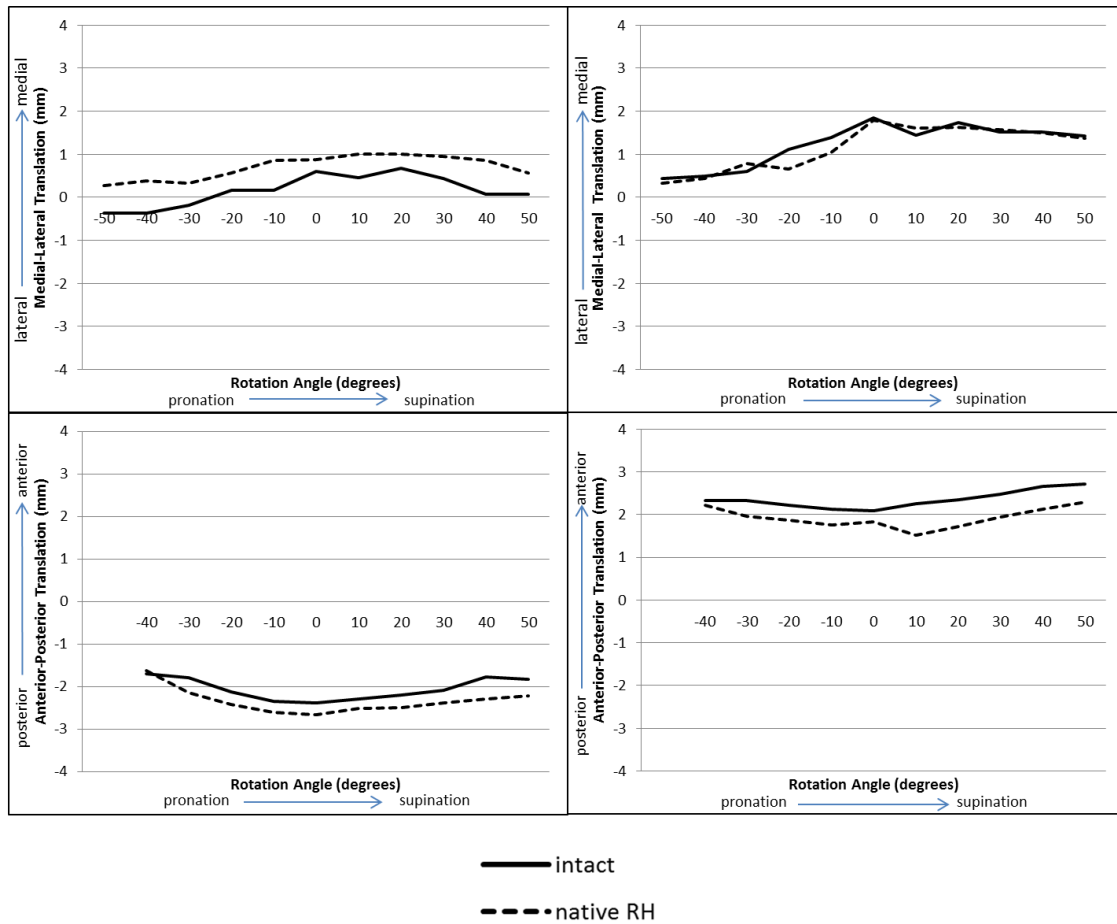 4
3
2
1
0
-1
-2
-3
-4
lateral
medial
Medial-Lateral Translation (mm)
-50 -40 -30 -20 -10 0 10 20 30 40 50
Rotation Angle (degrees)
pronation supination
4
3
2
1
0
-1
-2
-3
-4
lateral
medial
Medial-Lateral Translation (mm)
-50 -40 -30 -20 -10 0 10 20 30 40 50
Rotation Angle (degrees)
pronation supination
4
3
2
1
0
-1
-2
-3
-4
posterior
anterior
Anterior-Posterior Translation (mm)
-40 -30 -20 -10 0 10 20 30 40 50
Rotation Angle (degrees)
pronation supination
4
3
2
1
0
-1
-2
-3
-4
posterior
anterior
Anterior-Posterior Translation (mm)
-40 -30 -20 -10 0 10 20 30 40 50
Rotation Angle (degrees)
pronation supination
intact
native RH